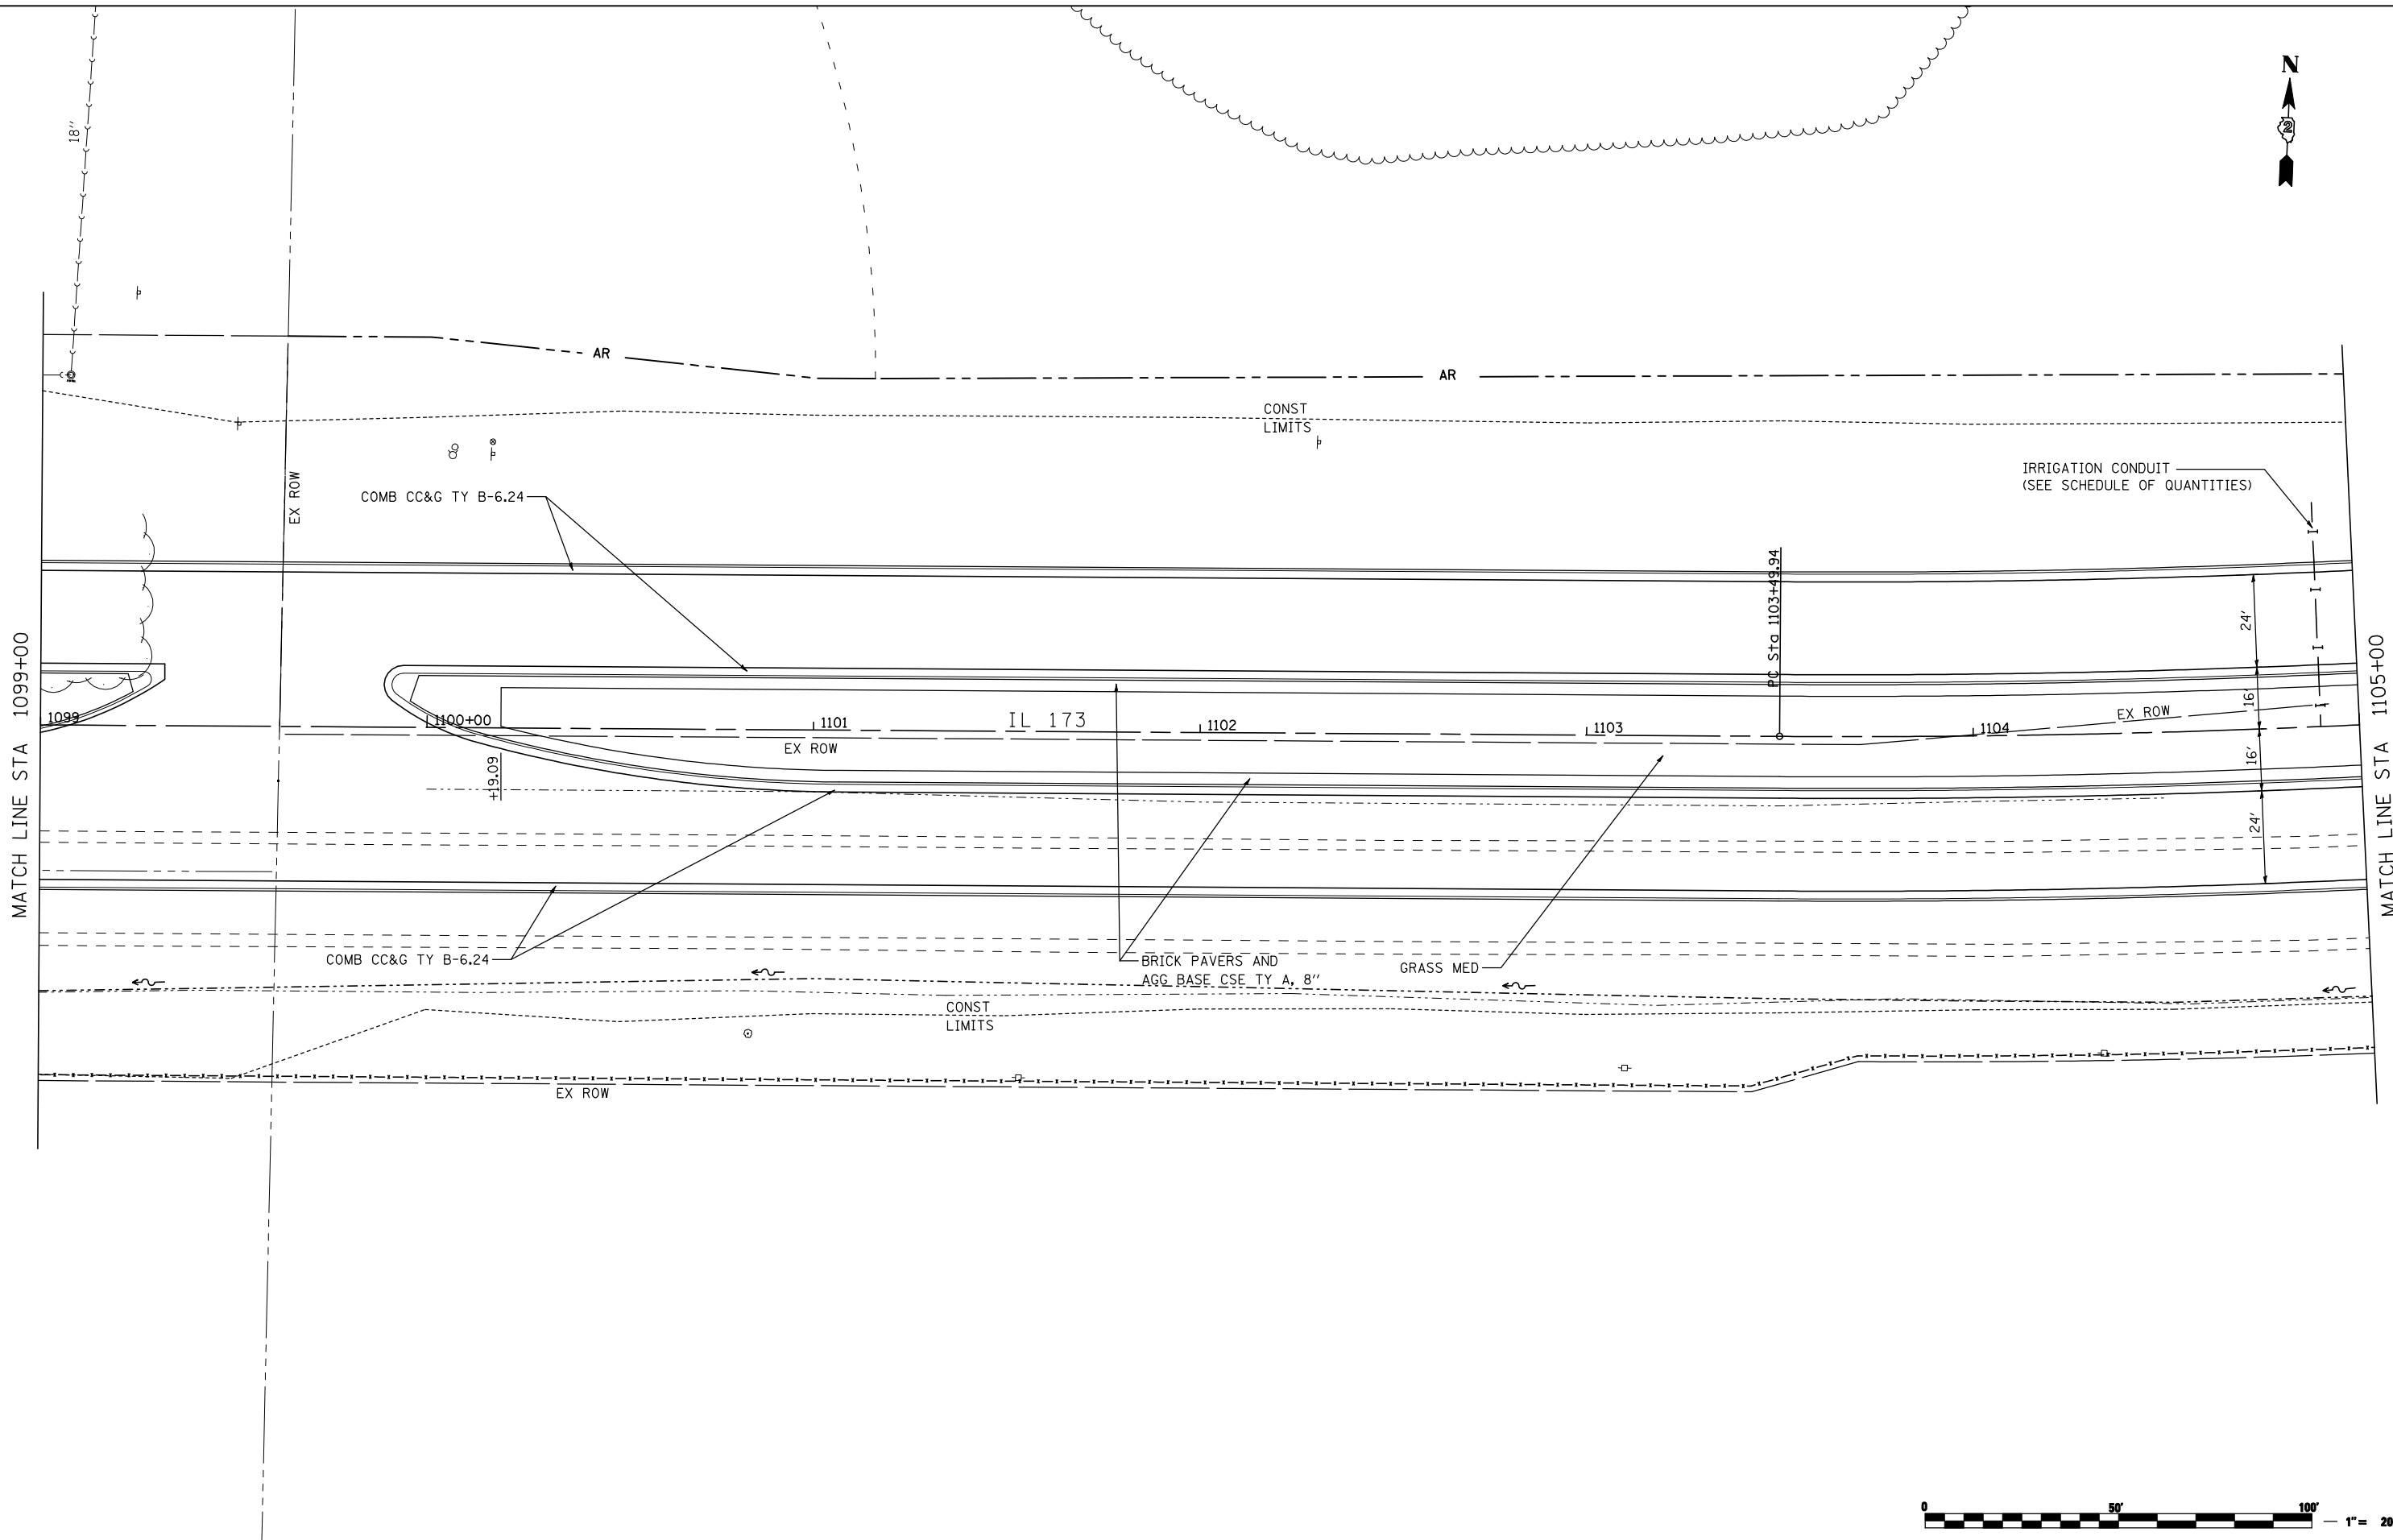 N
2
18"
AR
AR
CONST
LIMITS
IRRIGATION CONDUIT
(SEE SCHEDULE OF QUANTITIES)
EX ROW
COMB CC&G TY B-6.24
PC Sta 1103+49.94
24'
16'
MATCH LINE STA 1099+00
MATCH LINE STA 1105+00
1099
1100+00
1101
IL 173
1102
1103
1104
EX ROW
EX ROW
+19.09
16'
24'
COMB CC&G TY B-6.24
BRICK PAVERS AND
AGG BASE CSE TY A, 8"
GRASS MED
CONST
LIMITS
EX ROW
0 50' 100'
1"= 20